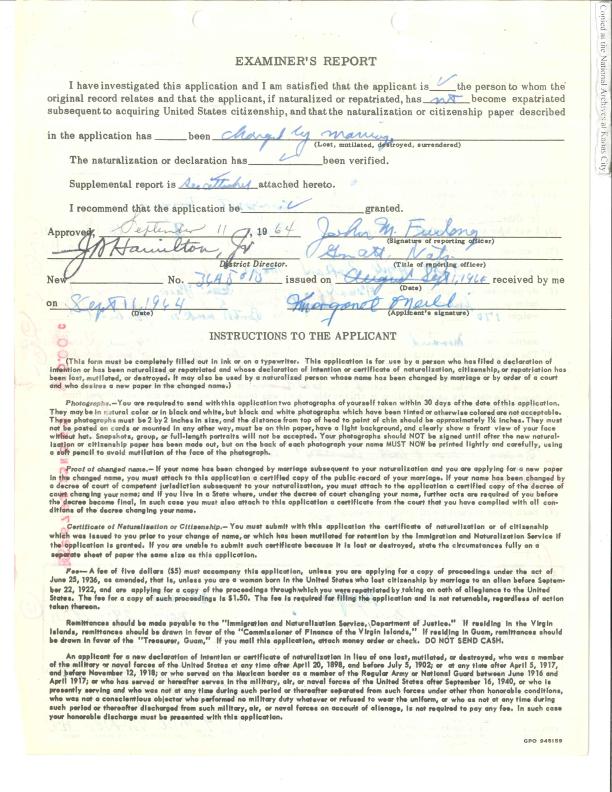 Copied at the National Archives at Kansas City
EXAMINER'S REPORT
I have investigated this application and I am satisfied that the applicant is ✓ the person to whom the
original record relates and that the applicant, if naturalized or repatriated, has not become expatriated
subsequent to acquiring United States citizenship, and that the naturalization or citizenship paper described
in the application has ____ been changed by marriage
(Lost, mutilated, destroyed, surrendered)
The naturalization or declaration has ✓ been verified.
Supplemental report is see attached attached hereto.
I recommend that the application be ✓ granted.
Approved, September 11, 1964 John M. Furlong
(Signature of reporting officer)
J D Hamilton, Jr
District Director. (Title of reporting officer)
New No. issued on August Sept 1, 1964 received by me
(Date)
on Sept 11, 1964 Margaret O'Neill
(Date) (Applicant's signature)
INSTRUCTIONS TO THE APPLICANT
(This form must be completely filled out in ink or on a typewriter. This application is for use by a person who has filed a declaration of
intention or has been naturalized or repatriated and whose declaration of intention or certificate of naturalization, citizenship, or repatriation has
been lost, mutilated, or destroyed. It may also be used by a naturalized person whose name has been changed by marriage or by order of a court
and who desires a new paper in the changed name.)
Photographs.—You are required to send with this application two photographs of yourself taken within 30 days of the date of this application.
They may be in natural color or in black and white, but black and white photographs which have been tinted or otherwise colored are not acceptable.
These photographs must be 2 by 2 inches in size, and the distance from top of head to point of chin should be approximately 1¼ inches. They must
not be posted on cards or mounted in any other way, must be on thin paper, have a light background, and clearly show a front view of your face
without hat. Snapshots, group, or full-length portraits will not be accepted. Your photographs should NOT be signed until after the new natural-
ization or citizenship paper has been made out, but on the back of each photograph your name MUST NOW be printed lightly and carefully, using
a soft pencil to avoid mutilation of the face of the photograph.
Proof of changed name.—If your name has been changed by marriage subsequent to your naturalization and you are applying for a new paper
in the changed name, you must attach to this application a certified copy of the public record of your marriage. If your name has been changed by
a decree of court of competent jurisdiction subsequent to your naturalization, you must attach to the application a certified copy of the decree of
court changing your name; and if you live in a State where, under the decree of court changing your name, further acts are required of you before
the decree become final, in such case you must also attach to this application a certificate from the court that you have complied with all con-
ditions of the decree changing your name.
Certificate of Naturalization or Citizenship.—You must submit with this application the certificate of naturalization or of citizenship
which was issued to you prior to your change of name, or which has been mutilated for retention by the Immigration and Naturalization Service if
the application is granted. If you are unable to submit such certificate because it is lost or destroyed, state the circumstances fully on a
separate sheet of paper the same size as this application.
Fee—A fee of five dollars ($5) must accompany this application, unless you are applying for copy of proceedings under the act of
June 25, 1936, as amended, that is, unless you are a woman born in the United States who lost citizenship by marriage to an alien before Septem-
ber 22, 1922, and are applying for a copy of the proceedings through which you were repatriated by taking an oath of allegiance to the United
States. The fee for a copy of such proceedings is $1.50. The fee is required for filing the application and is not returnable, regardless of action
taken thereon.
Remittances should be made payable to the "Immigration and Naturalization Service, Department of Justice." If residing in the Virgin
Islands, remittances should be drawn in favor of the "Commissioner of Finance of the Virgin Islands," If residing in Guam, remittances should
be drawn in favor of the "Treasurer, Guam," If you mail this application, attach money order or check. DO NOT SEND CASH.
An applicant for a new declaration of intention or certificate of naturalization in lieu of one lost, mutilated, or destroyed, who was a member
of the military or naval forces of the United States at any time after April 20, 1898, and before July 5, 1902; or at any time after April 5, 1917,
and before November 12, 1918; or who served on the Mexican border as a member of the Regular Army or National Guard between June 1916 and
April 1917; or who has served or hereafter serves in the military, air, or naval forces of the United States after September 16, 1940, or who is
presently serving and who was not at any time during such period or thereafter separated from such forces under other than honorable conditions,
who was not a conscientious objector who performed no military duty whatever or refused to wear the uniform, or who was not at any time during
such period or thereafter discharged from such military, air, or naval forces on account of alienage, is not required to pay any fee. In such case
your honorable discharge must be presented with this application.
GPO 945159